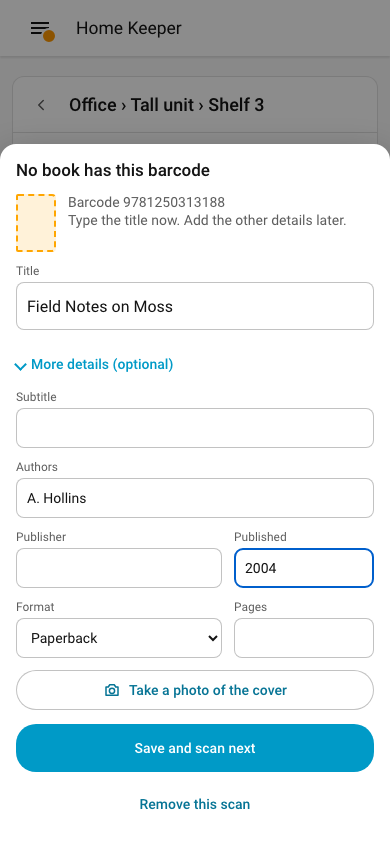 Home Keeper
Office › Tall unit › Shelf 3
No book has this barcode
Barcode 9781250313188
Type the title now. Add the other details later.
Title
Field Notes on Moss
More details (optional)
Subtitle
Authors
A. Hollins
Publisher
Published
2004
Format
Pages
Paperback
Take a photo of the cover
Save and scan next
Remove this scan